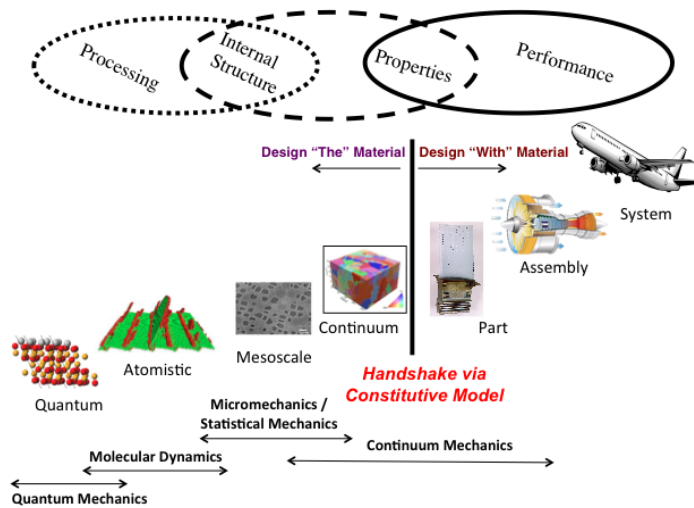 Processing
Internal
Structure
Properties
Performance
Design “The” Material
Design “With” Material
System
Assembly
Continuum
Part
Mesoscale
Atomistic
Quantum
Handshake via
Constitutive Model
Micromechanics /
Statistical Mechanics
Continuum Mechanics
Molecular Dynamics
Quantum Mechanics